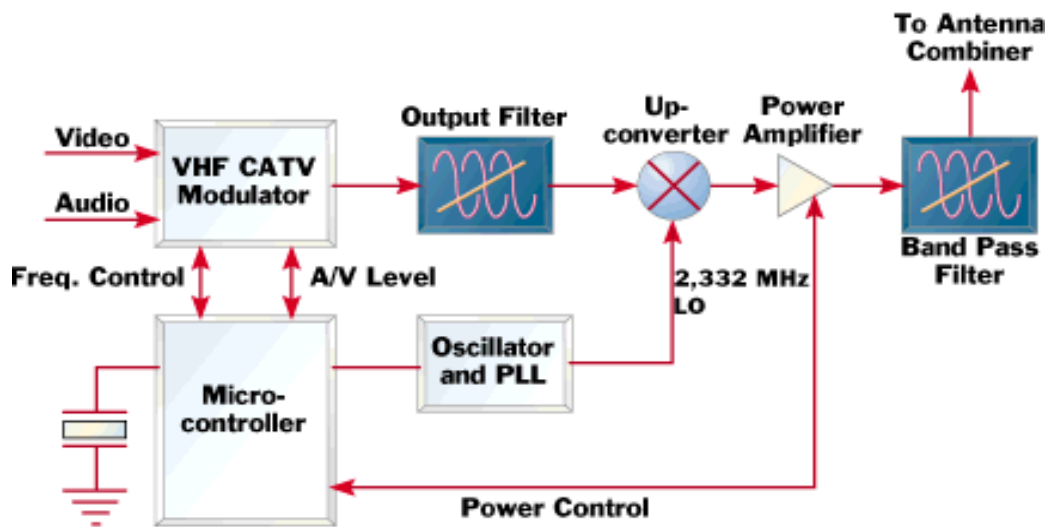 To Antenna
Combiner
Output Filter
Up-
converter
Power
Amplifier
Video
Audio
VHF CATV
Modulator
Band Pass
Filter
Freq. Control
A/V Level
2,332 MHz
LO
Oscillator
and PLL
Micro-
controller
Power Control